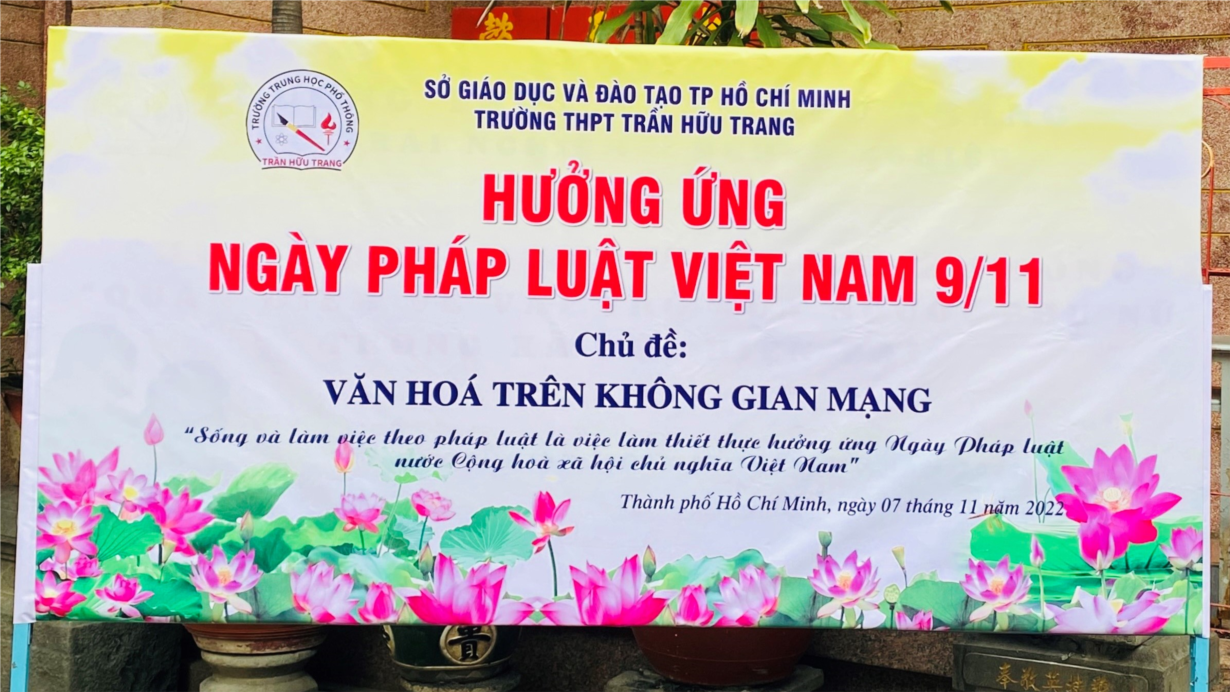 TRƯỜNG TRUNG HỌC PHỔ THÔNG
TRẦN HỮU TRANG
SỞ GIÁO DỤC VÀ ĐÀO TẠO TP HỒ CHÍ MINH
TRƯỜNG THPT TRẦN HỮU TRANG
HƯỞNG ỨNG
NGÀY PHÁP LUẬT VIỆT NAM 9/11
Chủ đề:
VĂN HOÁ TRÊN KHÔNG GIAN MẠNG
“Sống và làm việc theo pháp luật là việc làm thiết thực hưởng ứng Ngày Pháp luật
nước Cộng hoà xã hội chủ nghĩa Việt Nam"
Thành phố Hồ Chí Minh, ngày 07 tháng 11 năm 2022